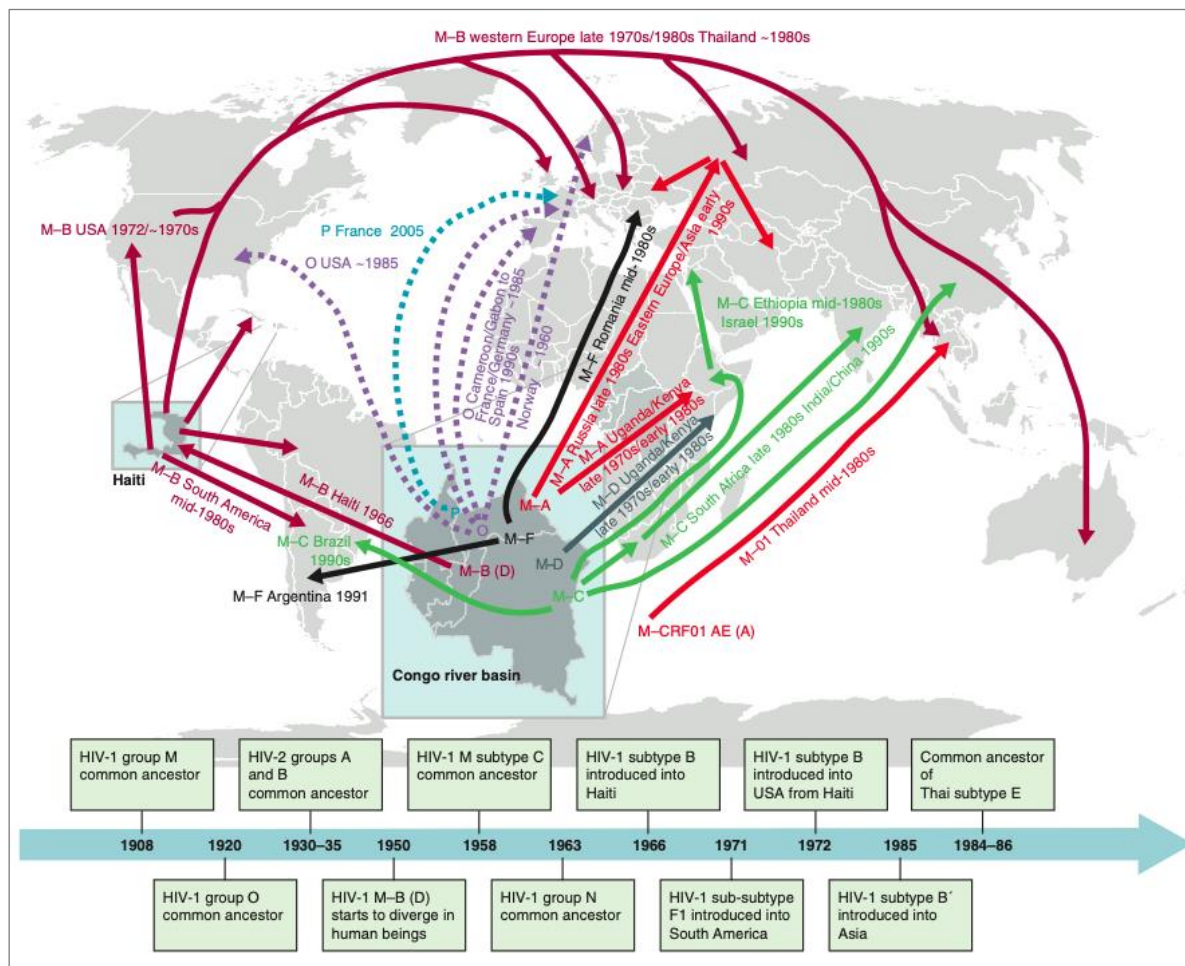 M–B western Europe late 1970s/1980s Thailand ~1980s
M–B USA 1972/~1970s
P France 2005
O USA ~1985
O Cameroon/Gabon to
France/Germany ~1985
Spain 1990s
Norway ~1960
M–F Romania mid-1980s
M–A Russia late 1980s Eastern Europe/Asia early
1990s
M–A Uganda/Kenya
late 1970s/early 1980s
M–D Uganda/Kenya
late 1970s/early 1980s
M–C Ethiopia mid-1980s
Israel 1990s
M–C South Africa late 1980s India/China 1990s
M–01 Thailand mid-1980s
Haiti
M–B South America
mid-1980s
M–B Haiti 1966
M–C Brazil
1990s
M–F Argentina 1991
P
O
M–A
M–F
M–B (D)
M–D
M–C
M–CRF01 AE (A)
Congo river basin
HIV-1 group M
common ancestor
HIV-2 groups A
and B
common ancestor
HIV-1 M subtype C
common ancestor
HIV-1 subtype B
introduced into
Haiti
HIV-1 subtype B
introduced into
USA from Haiti
Common ancestor
of
Thai subtype E
1908 1920 1930–35 1950 1958 1963 1966 1971 1972 1985 1984–86
HIV-1 group O
common ancestor
HIV-1 M–B (D)
starts to diverge in
human beings
HIV-1 group N
common ancestor
HIV-1 sub-subtype
F1 introduced into
South America
HIV-1 subtype B´
introduced into
Asia